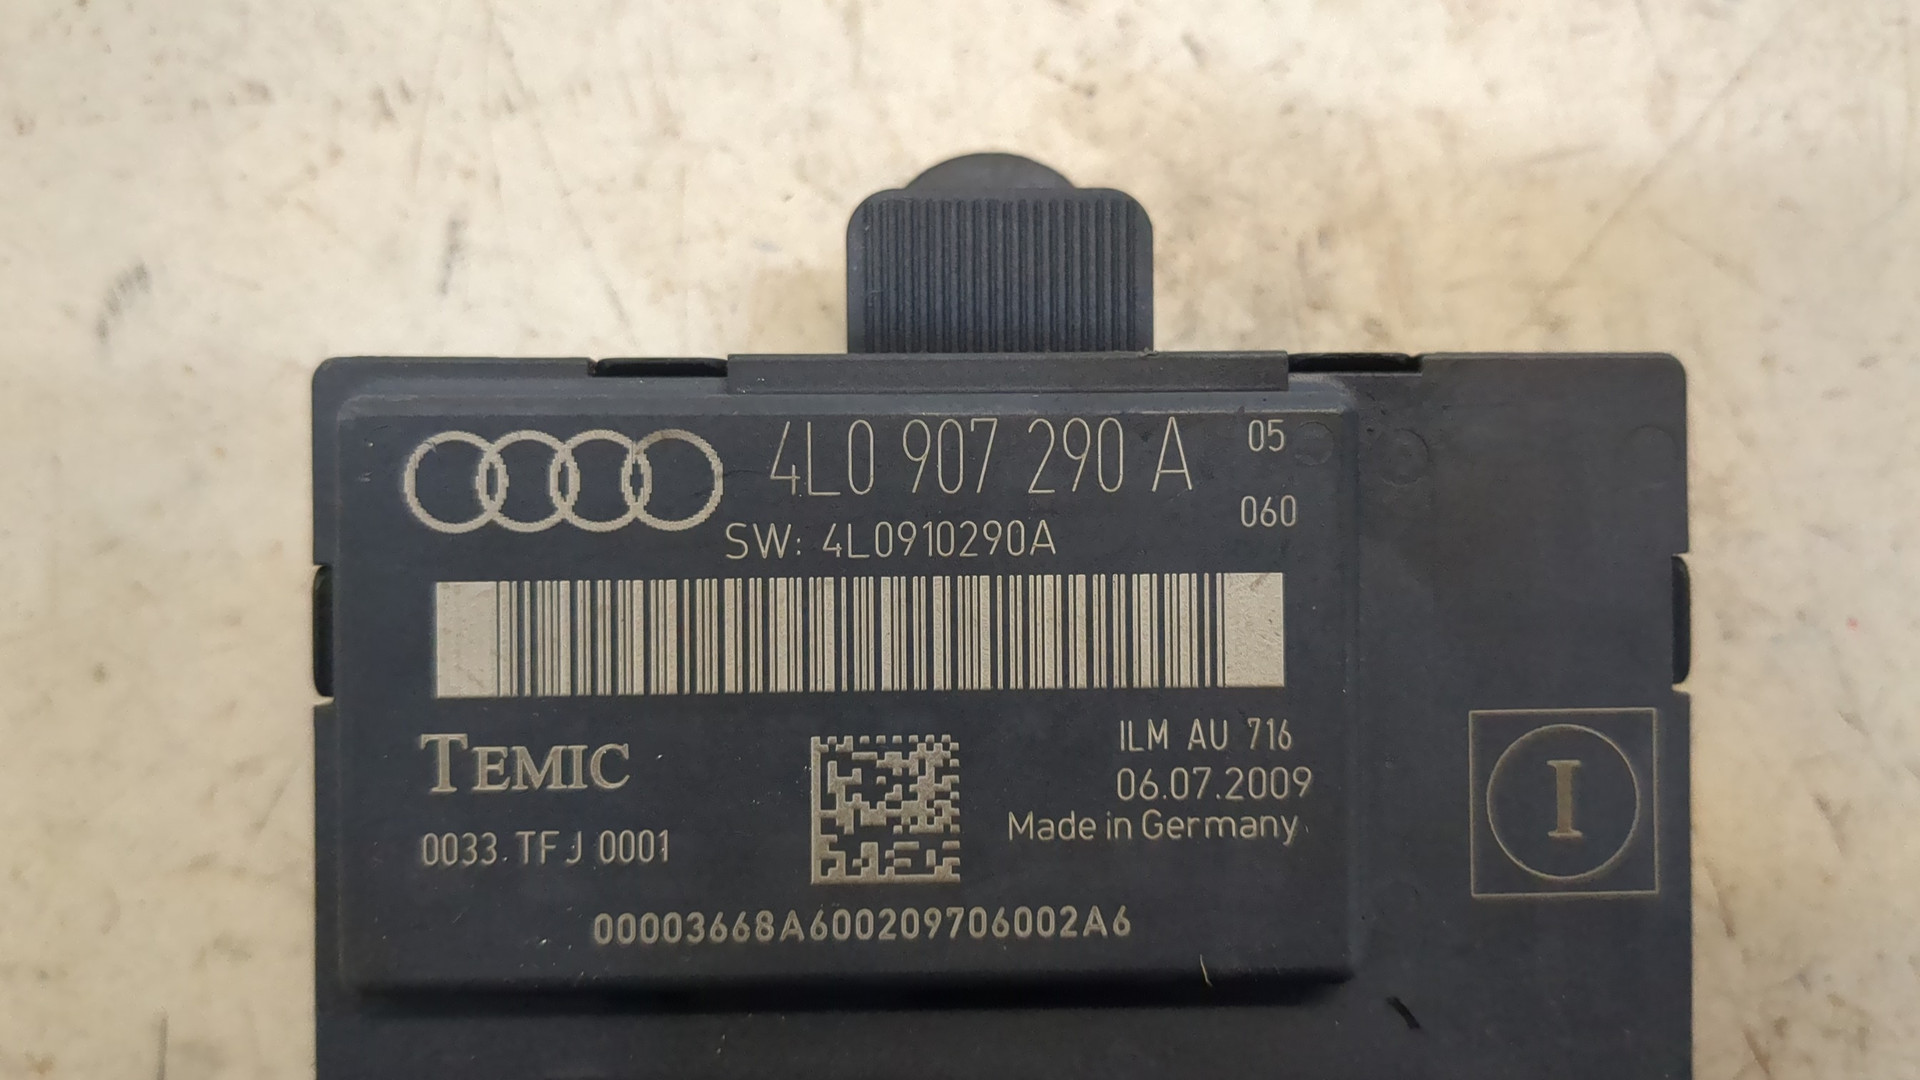 4L0 907 290 A 05
060
SW: 4L0910290A
TEMIC
ILM AU 716
06.07.2009
Made in Germany
0033.TFJ 0001
00003668A600209706002A6
I